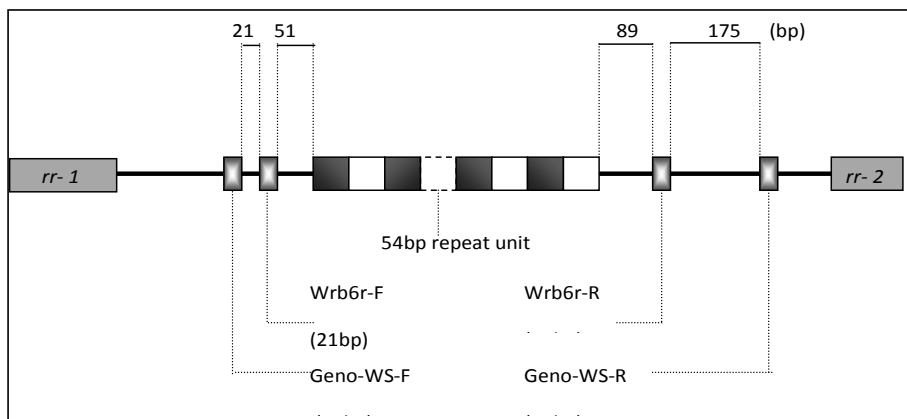 21 51 89 175 (bp)
rr- 1 rr- 2
54bp repeat unit
Wrb6r-F Wrb6r-R
(21bp)
Geno-WS-F Geno-WS-R